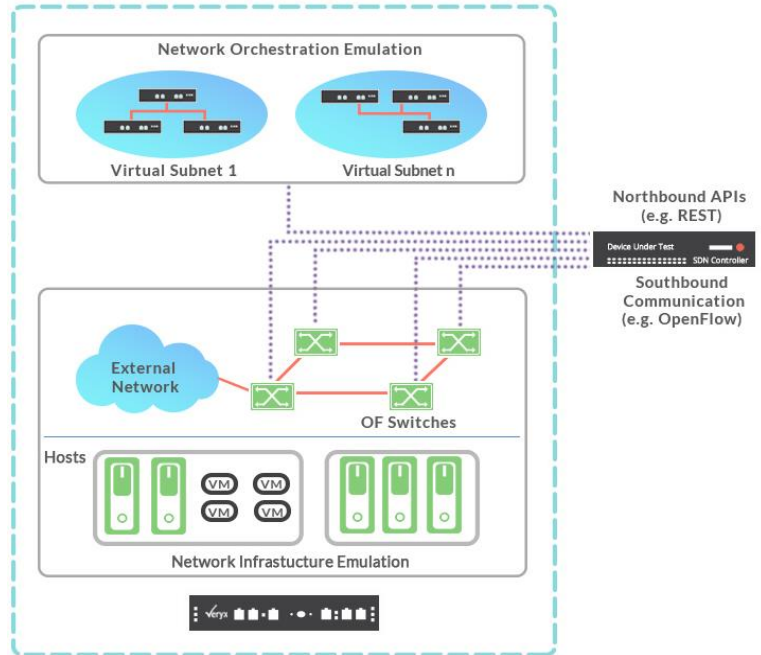 Network Orchestration Emulation
Virtual Subnet 1
Virtual Subnet n
Northbound APIs
(e.g. REST)
Device Under Test
SDN Controller
Southbound
Communication
(e.g. OpenFlow)
External
Network
OF Switches
Hosts
VM
VM
VM
VM
Network Infrastucture Emulation
veryx